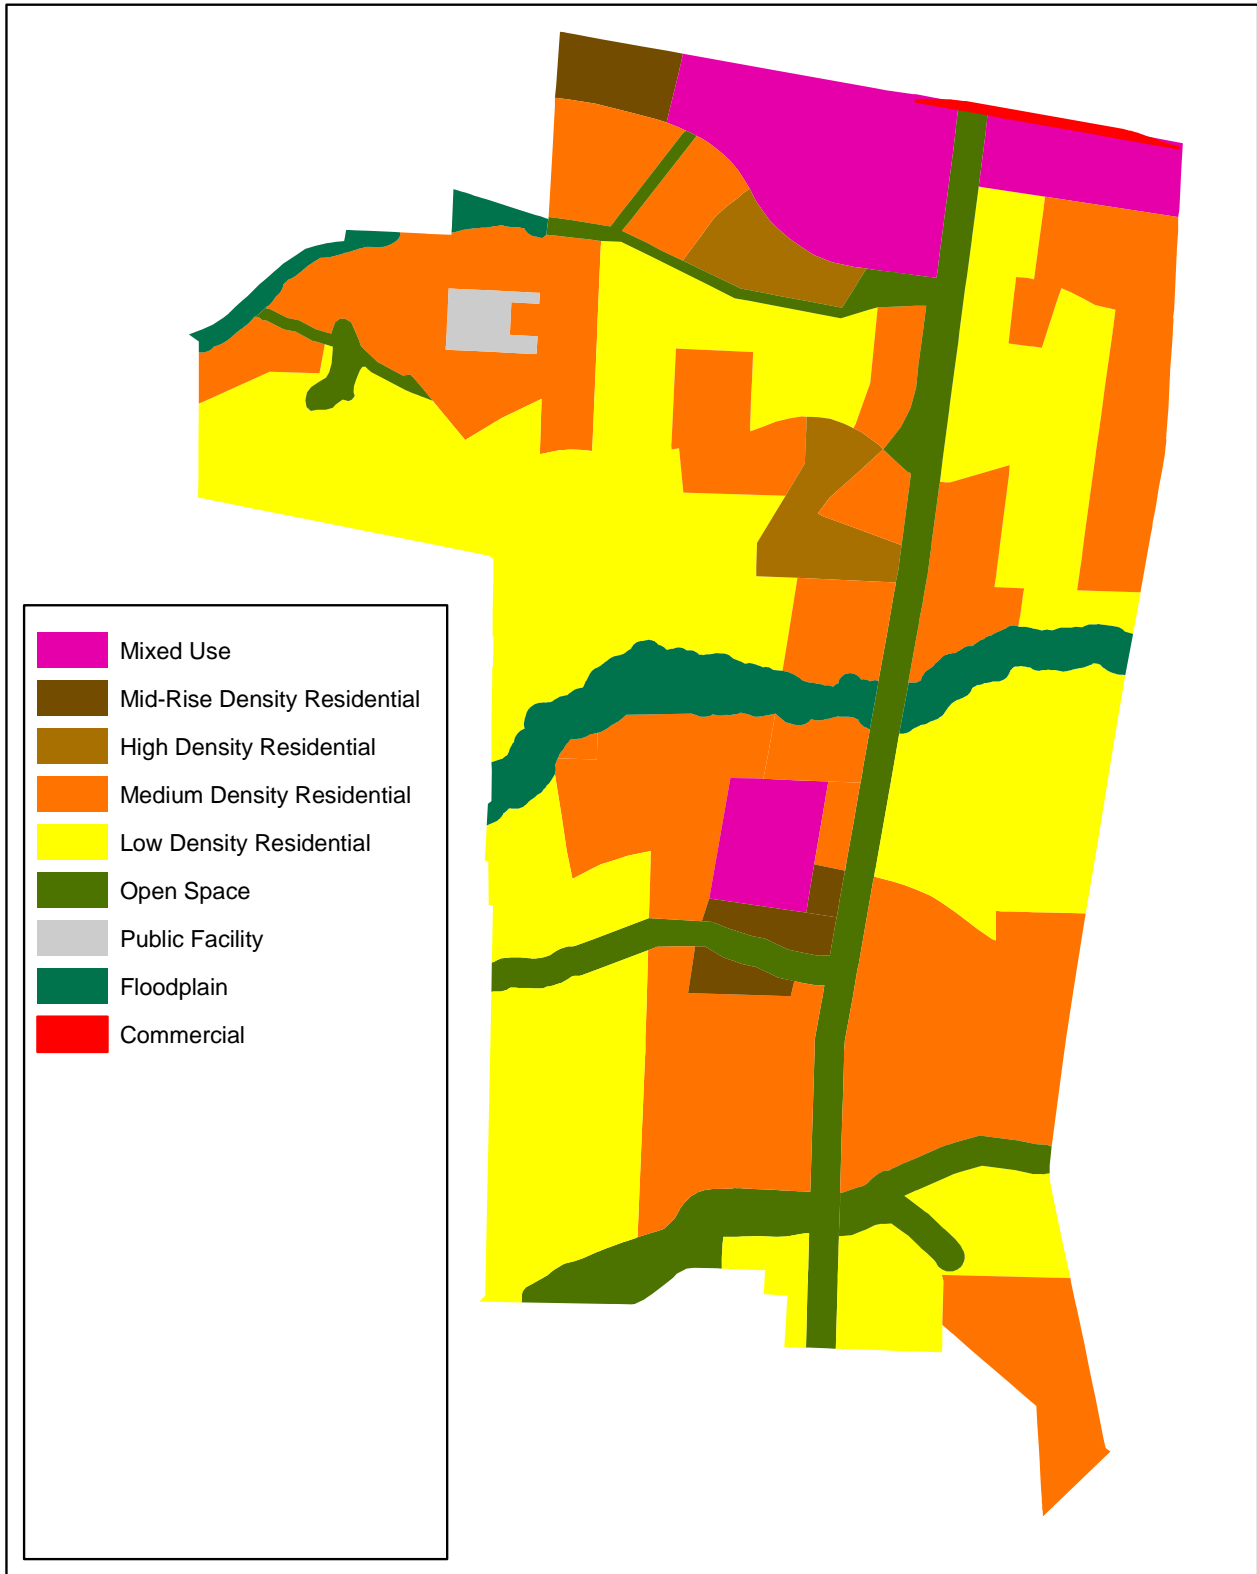 Mixed Use
Mid-Rise Density Residential
High Density Residential
Medium Density Residential
Low Density Residential
Open Space
Public Facility
Floodplain
Commercial